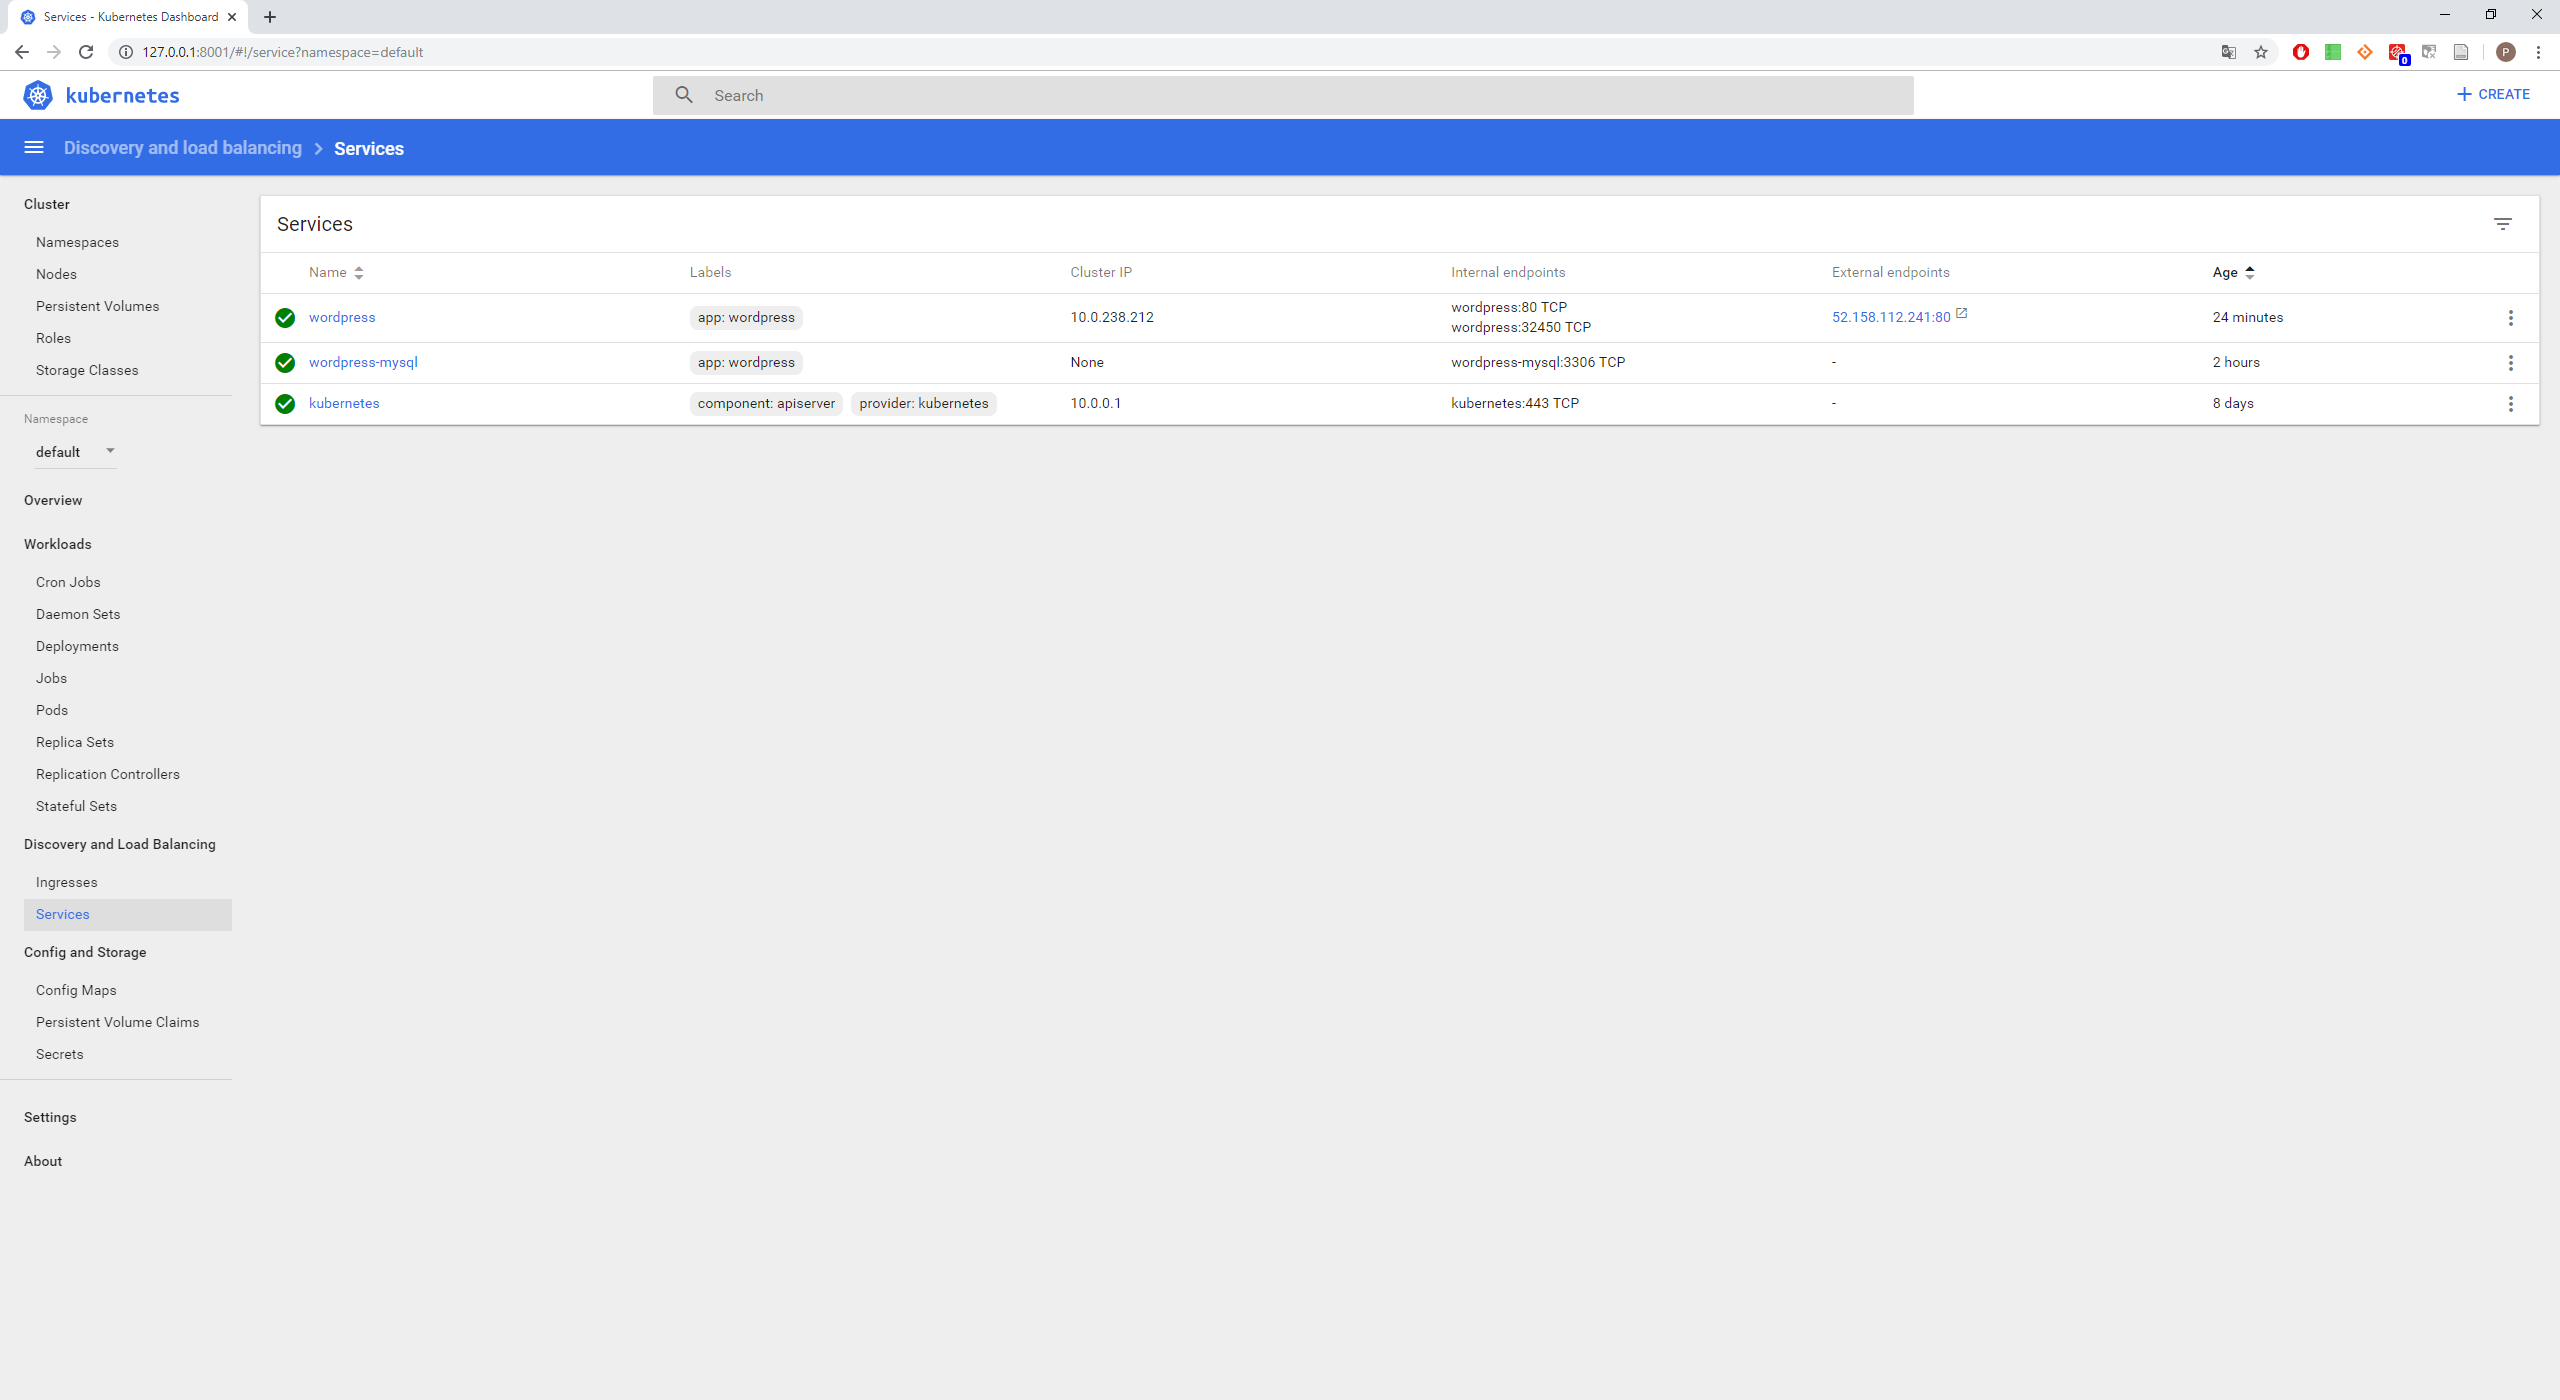 Services - Kubernetes Dashboard
127.0.0.1:8001/#!/service?namespace=default
0
P
kubernetes
Search
CREATE
Discovery and load balancing
Services
Cluster
Namespaces
Nodes
Persistent Volumes
Roles
Storage Classes
Namespace
default
Overview
Workloads
Cron Jobs
Daemon Sets
Deployments
Jobs
Pods
Replica Sets
Replication Controllers
Stateful Sets
Discovery and Load Balancing
Ingresses
Services
Config and Storage
Config Maps
Persistent Volume Claims
Secrets
Settings
About
Services
Name Labels Cluster IP Internal endpoints External endpoints Age
wordpress app: wordpress 10.0.238.212 wordpress:80 TCP 52.158.112.241:80 24 minutes
wordpress:32450 TCP
wordpress-mysql app: wordpress None wordpress-mysql:3306 TCP - 2 hours
kubernetes component: apiserver provider: kubernetes 10.0.0.1 kubernetes:443 TCP - 8 days